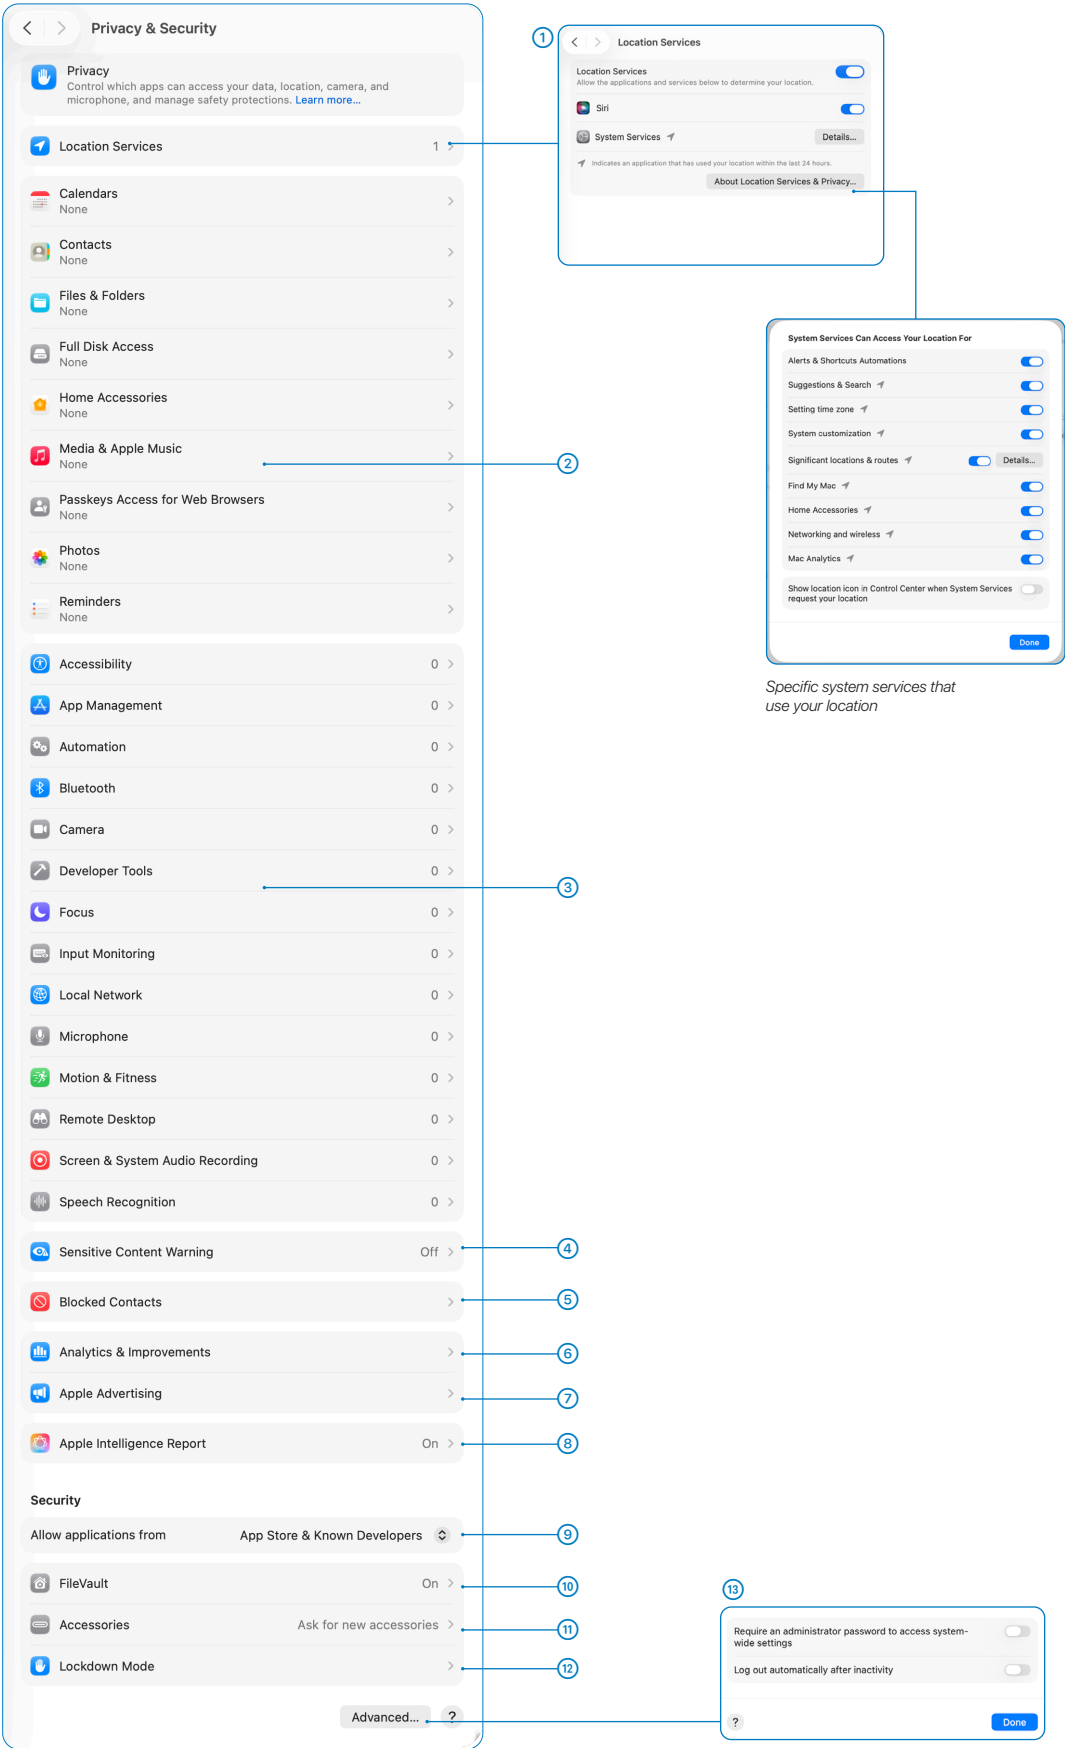 Privacy & Security
Privacy
Control which apps can access your data, location, camera, and
microphone, and manage safety protections. Learn more...
Location Services 1
Calendars
None
Contacts
None
Files & Folders
None
Full Disk Access
None
Home Accessories
None
Media & Apple Music
None
Passkeys Access for Web Browsers
None
Photos
None
Reminders
None
Accessibility 0
App Management 0
Automation 0
Bluetooth 0
Camera 0
Developer Tools 0
Focus 0
Input Monitoring 0
Local Network 0
Microphone 0
Motion & Fitness 0
Remote Desktop 0
Screen & System Audio Recording 0
Speech Recognition 0
Sensitive Content Warning Off
Blocked Contacts
Analytics & Improvements
Apple Advertising
Apple Intelligence Report On
Security
Allow applications from App Store & Known Developers
FileVault On
Accessories Ask for new accessories
Lockdown Mode
Advanced... ?
1
Location Services
Location Services
Allow the applications and services below to determine your location.
Siri
System Services Details...
Indicates an application that has used your location within the last 24 hours.
About Location Services & Privacy...
System Services Can Access Your Location For
Alerts & Shortcuts Automations
Suggestions & Search
Setting time zone
System customization
Significant locations & routes Details...
Find My Mac
Home Accessories
Networking and wireless
Mac Analytics
Show location icon in Control Center when System Services
request your location
Done
Specific system services that
use your location
2
3
4
5
6
7
8
9
10
11
12
13
Require an administrator password to access system-
wide settings
Log out automatically after inactivity
? Done